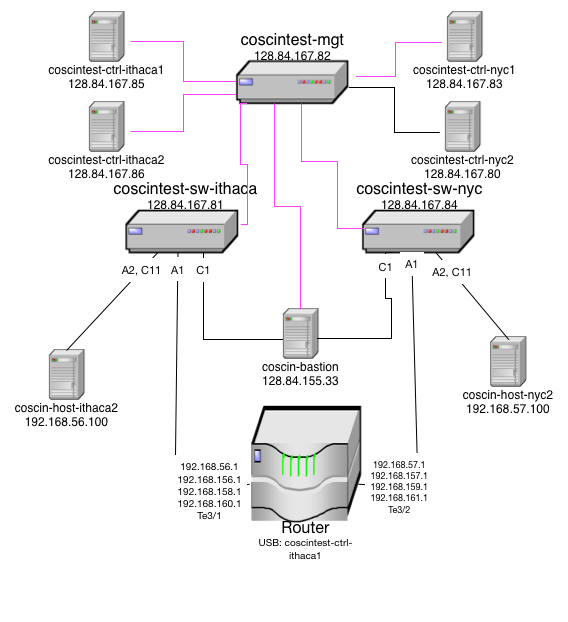 coscintest-mgt
128.84.167.82
coscintest-ctrl-ithaca1
128.84.167.85
coscintest-ctrl-nyc1
128.84.167.83
coscintest-ctrl-ithaca2
128.84.167.86
coscintest-ctrl-nyc2
128.84.167.80
coscintest-sw-ithaca
128.84.167.81
coscintest-sw-nyc
128.84.167.84
A2, C11
A1
C1
C1
A1
A2, C11
coscin-bastion
128.84.155.33
coscin-host-ithaca2
192.168.56.100
coscin-host-nyc2
192.168.57.100
192.168.56.1
192.168.156.1
192.168.158.1
192.168.160.1
Te3/1
192.168.57.1
192.168.157.1
192.168.159.1
192.168.161.1
Te3/2
Router
USB: coscintest-ctrl-
ithaca1